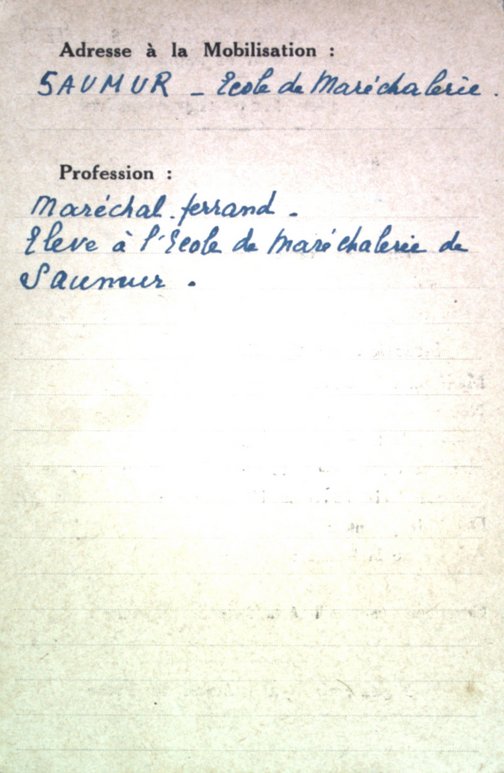 Adresse à la Mobilisation :
SAUMUR - Ecole de Maréchalerie.
Profession :
Maréchal-ferrand.
Elève à l'Ecole de Maréchalerie de
Saumur.